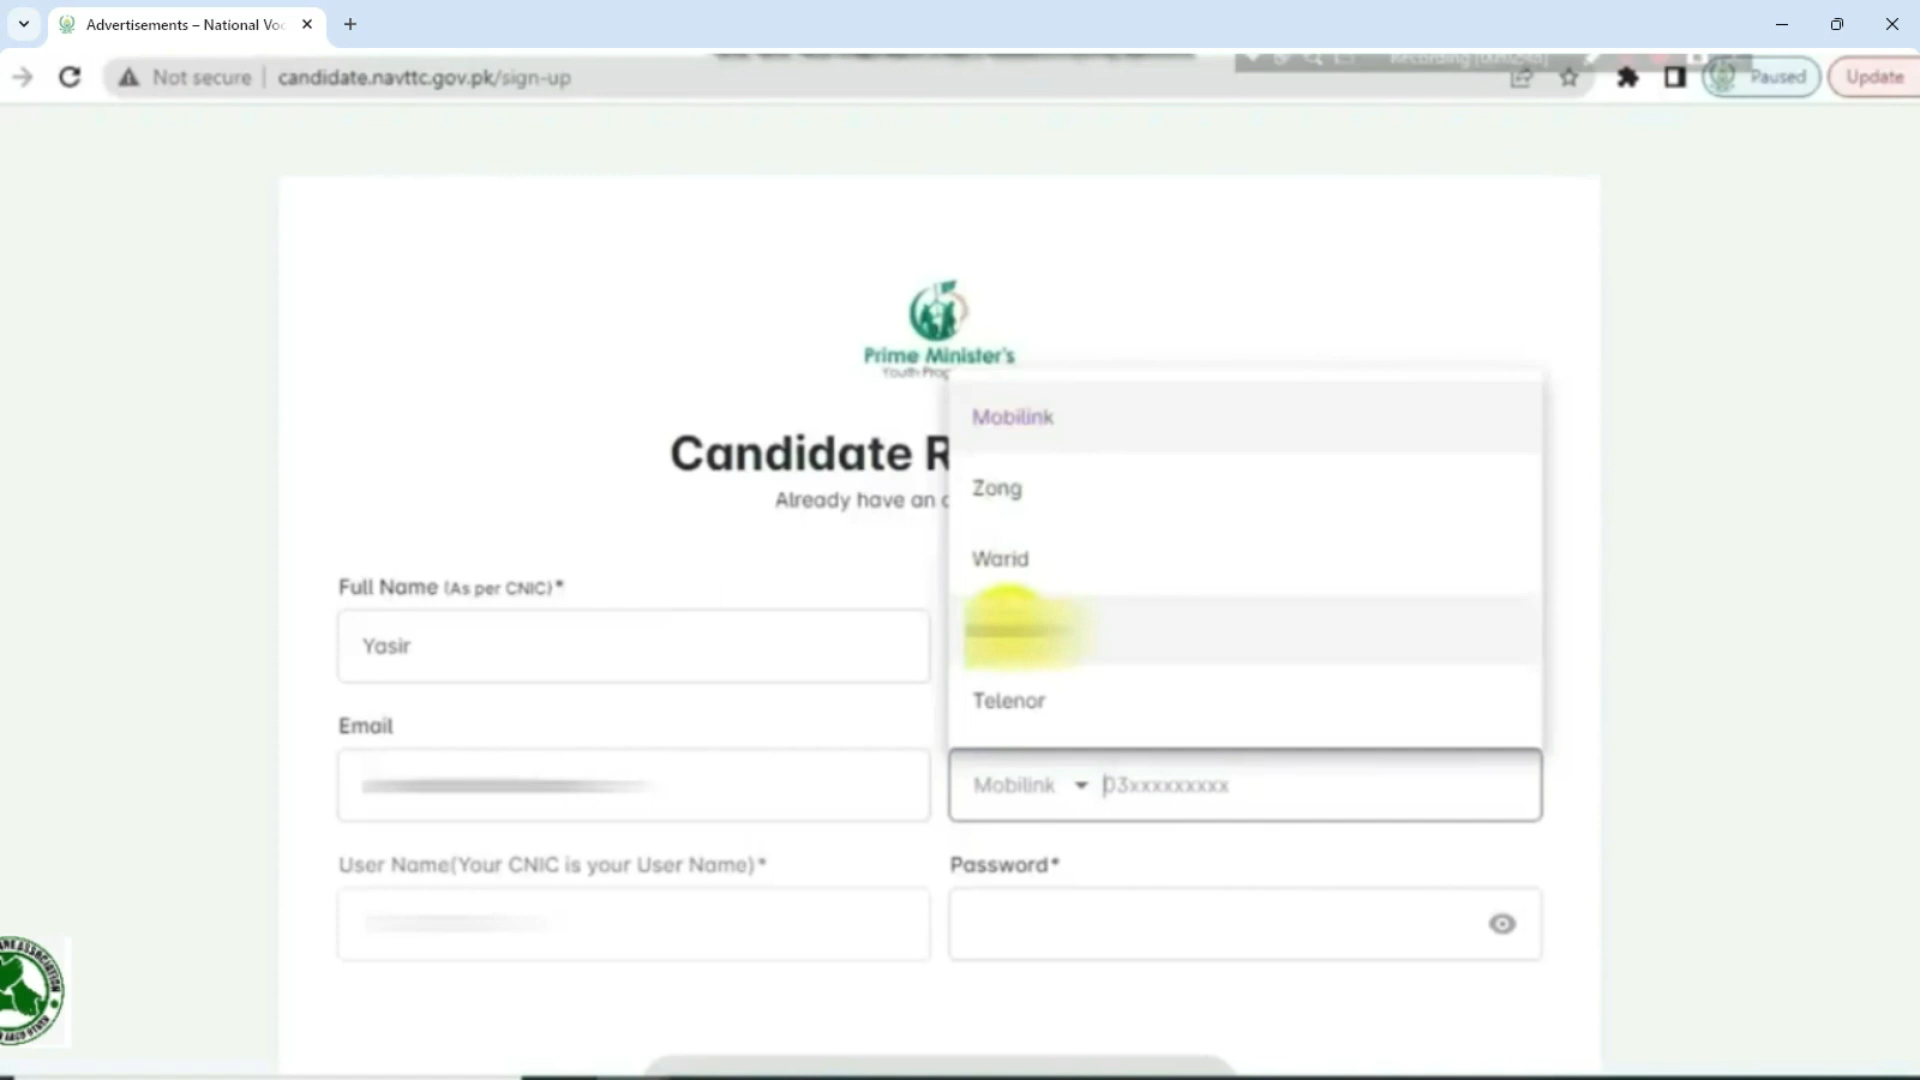 Advertisements – National Voc
Not secure
candidate.navttc.gov.pk/sign-up
Paused
Update
Prime Minister's
Candidate R
Already have an
Mobilink
Zong
Warid
Telenor
Full Name (As per CNIC)*
Yasir
Email
Mobilink 03xxxxxxxxx
User Name(Your CNIC is your User Name)*
Password*